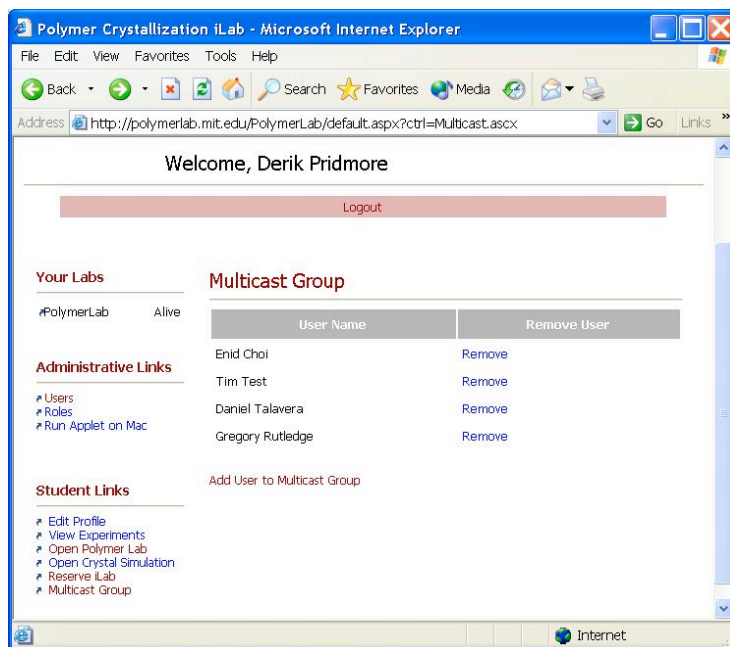 Polymer Crystallization iLab - Microsoft Internet Explorer
File Edit View Favorites Tools Help
Back Search Favorites Media
Address http://polymerlab.mit.edu/PolymerLab/default.aspx?ctrl=Multicast.ascx Go Links »
Welcome, Derik Pridmore
Logout
Your Labs
PolymerLab Alive
Administrative Links
Users
Roles
Run Applet on Mac
Student Links
Edit Profile
View Experiments
Open Polymer Lab
Open Crystal Simulation
Reserve iLab
Multicast Group
Multicast Group
User Name Remove User
Enid Choi Remove
Tim Test Remove
Daniel Talavera Remove
Gregory Rutledge Remove
Add User to Multicast Group
Internet